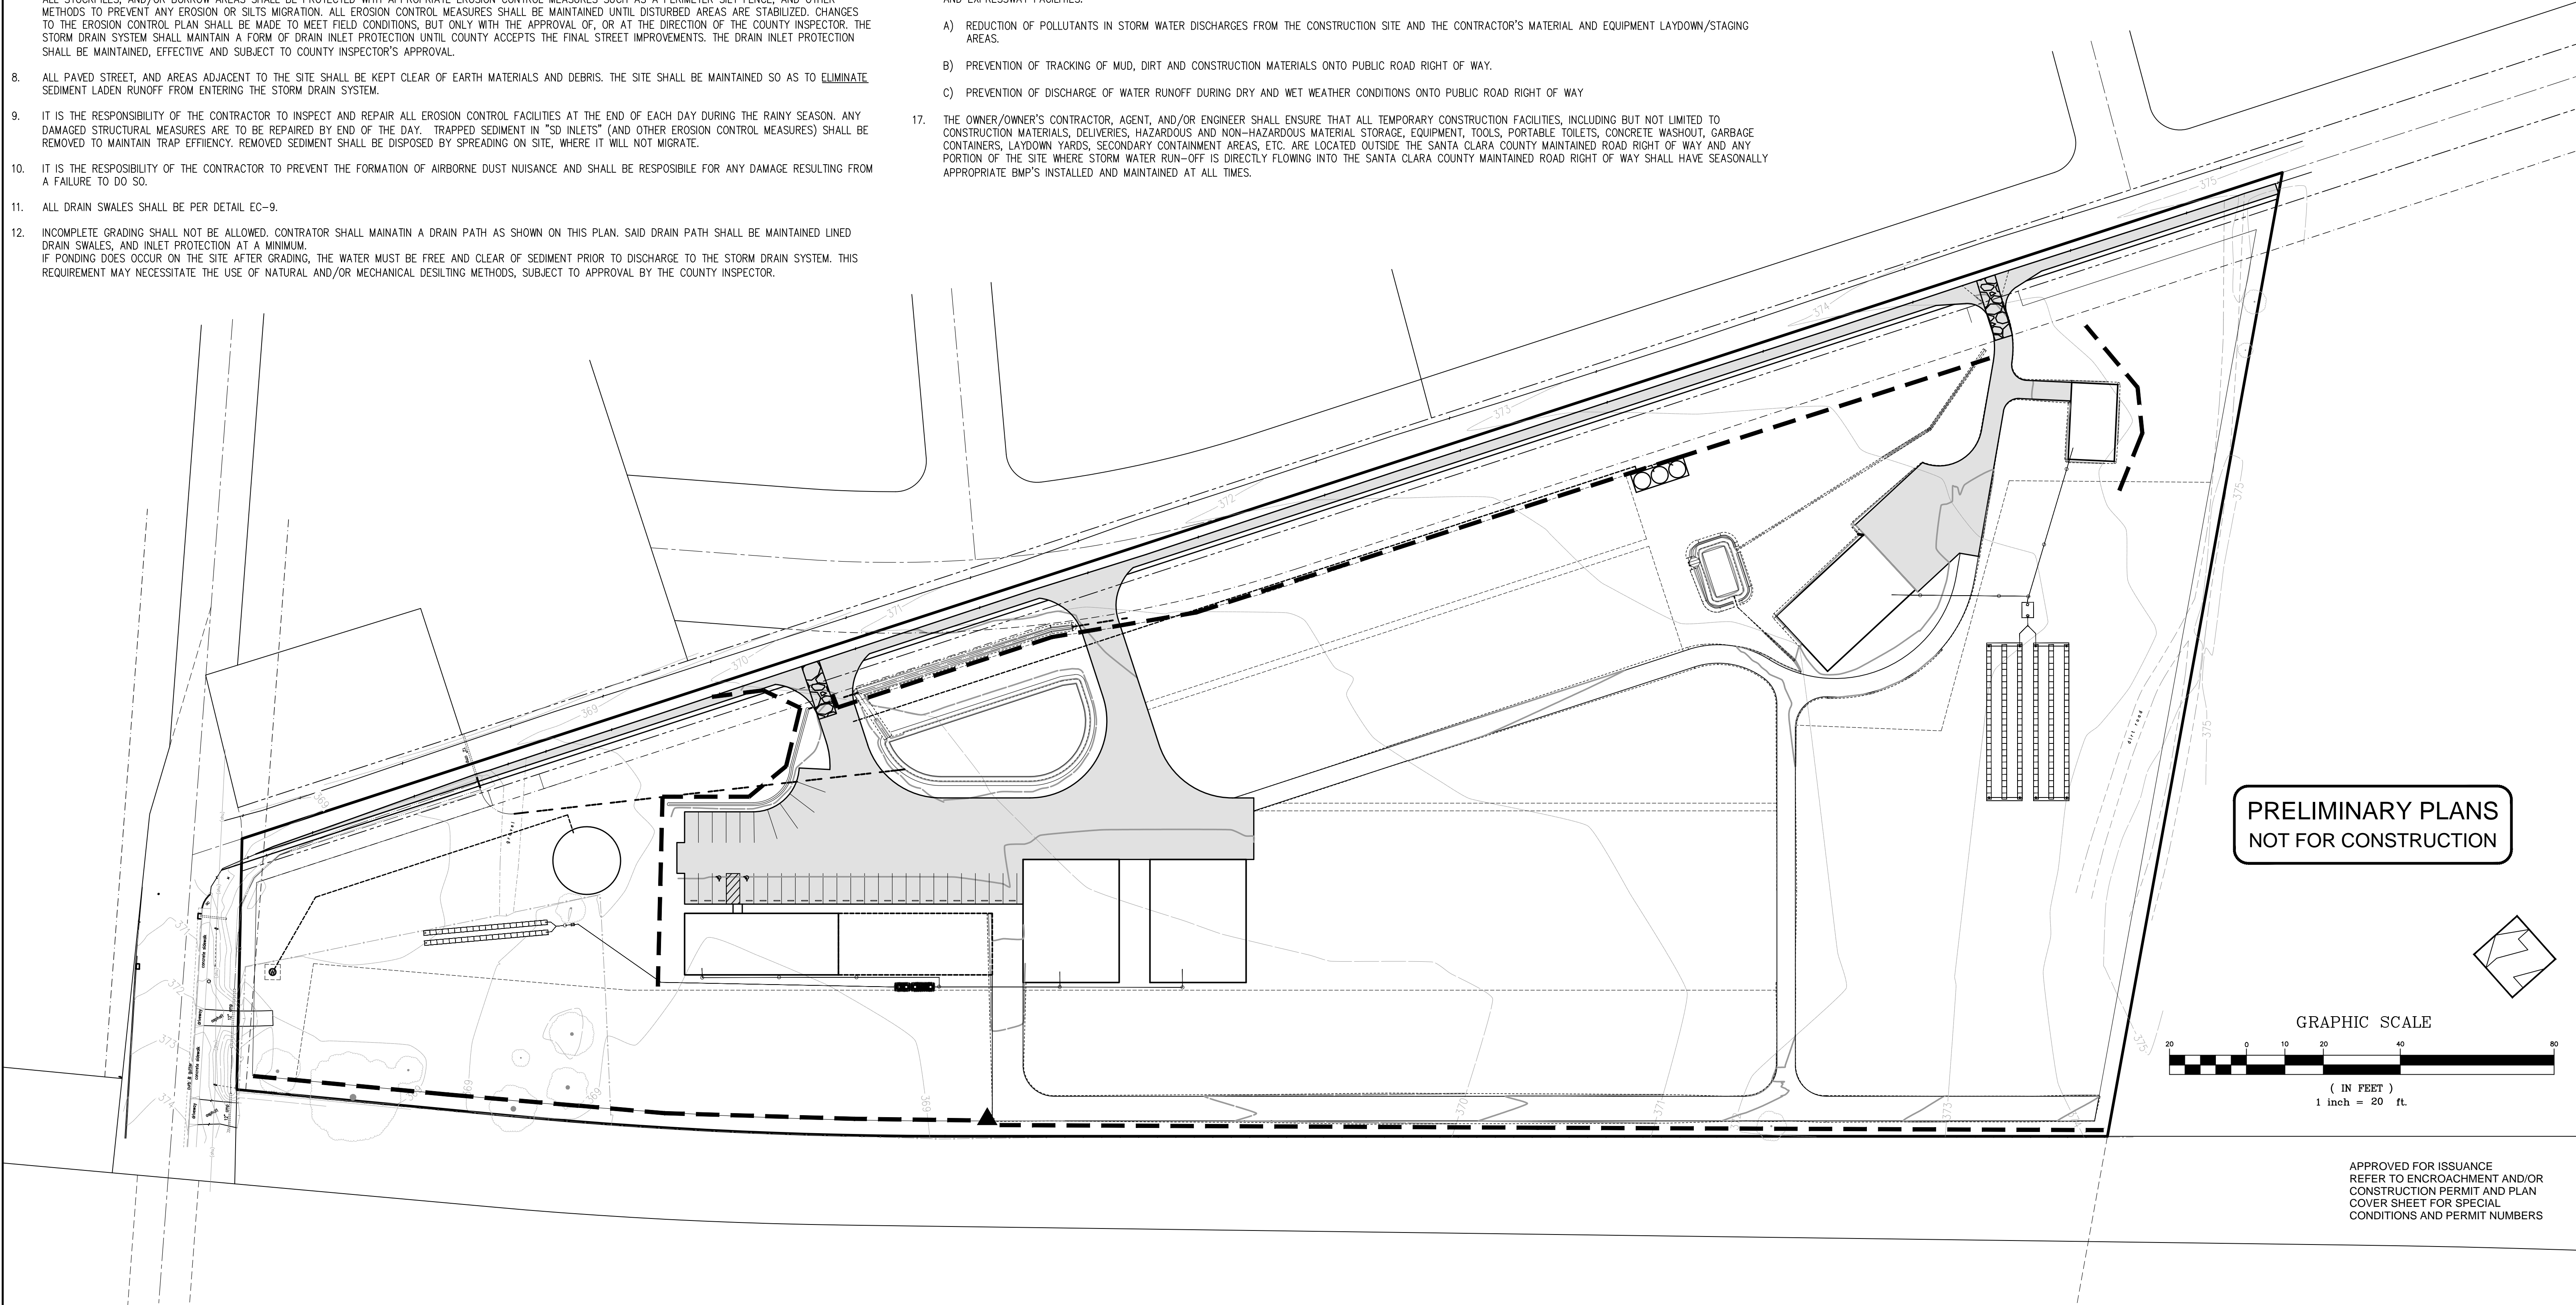 ALL STOCKPILES, AND/OR BORROW AREAS SHALL BE PROTECTED WITH APPROPRIATE EROSION CONTROL MEASURES SUCH AS A PERIMETER SILT FENCE, AND OTHER
METHODS TO PREVENT ANY EROSION OR SILTS MIGRATION. ALL EROSION CONTROL MEASURES SHALL BE MAINTAINED UNTIL DISTURBED AREAS ARE STABILIZED. CHANGES
TO THE EROSION CONTROL PLAN SHALL BE MADE TO MEET FIELD CONDITIONS, BUT ONLY WITH THE APPROVAL OF, OR AT THE DIRECTION OF THE COUNTY INSPECTOR. THE
STORM DRAIN SYSTEM SHALL MAINTAIN A FORM OF DRAIN INLET PROTECTION UNTIL COUNTY ACCEPTS THE FINAL STREET IMPROVEMENTS. THE DRAIN INLET PROTECTION
SHALL BE MAINTAINED, EFFECTIVE AND SUBJECT TO COUNTY INSPECTOR'S APPROVAL.
8. ALL PAVED STREET, AND AREAS ADJACENT TO THE SITE SHALL BE KEPT CLEAR OF EARTH MATERIALS AND DEBRIS. THE SITE SHALL BE MAINTAINED SO AS TO ELIMINATE
SEDIMENT LADEN RUNOFF FROM ENTERING THE STORM DRAIN SYSTEM.
9. IT IS THE RESPONSIBILITY OF THE CONTRACTOR TO INSPECT AND REPAIR ALL EROSION CONTROL FACILITIES AT THE END OF EACH DAY DURING THE RAINY SEASON. ANY
DAMAGED STRUCTURAL MEASURES ARE TO BE REPAIRED BY END OF THE DAY. TRAPPED SEDIMENT IN "SD INLETS" (AND OTHER EROSION CONTROL MEASURES) SHALL BE
REMOVED TO MAINTAIN TRAP EFFIIENCY. REMOVED SEDIMENT SHALL BE DISPOSED BY SPREADING ON SITE, WHERE IT WILL NOT MIGRATE.
10. IT IS THE RESPOSIBILITY OF THE CONTRACTOR TO PREVENT THE FORMATION OF AIRBORNE DUST NUISANCE AND SHALL BE RESPOSIBILE FOR ANY DAMAGE RESULTING FROM
A FAILURE TO DO SO.
11. ALL DRAIN SWALES SHALL BE PER DETAIL EC-9.
12. INCOMPLETE GRADING SHALL NOT BE ALLOWED. CONTRATOR SHALL MAINATIN A DRAIN PATH AS SHOWN ON THIS PLAN. SAID DRAIN PATH SHALL BE MAINTAINED LINED
DRAIN SWALES, AND INLET PROTECTION AT A MINIMUM.
IF PONDING DOES OCCUR ON THE SITE AFTER GRADING, THE WATER MUST BE FREE AND CLEAR OF SEDIMENT PRIOR TO DISCHARGE TO THE STORM DRAIN SYSTEM. THIS
REQUIREMENT MAY NECESSITATE THE USE OF NATURAL AND/OR MECHANICAL DESILTING METHODS, SUBJECT TO APPROVAL BY THE COUNTY INSPECTOR.
AND EXPRESSWAY FACILITIES.
A) REDUCTION OF POLLUTANTS IN STORM WATER DISCHARGES FROM THE CONSTRUCTION SITE AND THE CONTRACTOR'S MATERIAL AND EQUIPMENT LAYDOWN/STAGING
AREAS.
B) PREVENTION OF TRACKING OF MUD, DIRT AND CONSTRUCTION MATERIALS ONTO PUBLIC ROAD RIGHT OF WAY.
C) PREVENTION OF DISCHARGE OF WATER RUNOFF DURING DRY AND WET WEATHER CONDITIONS ONTO PUBLIC ROAD RIGHT OF WAY
17. THE OWNER/OWNER'S CONTRACTOR, AGENT, AND/OR ENGINEER SHALL ENSURE THAT ALL TEMPORARY CONSTRUCTION FACILITIES, INCLUDING BUT NOT LIMITED TO
CONSTRUCTION MATERIALS, DELIVERIES, HAZARDOUS AND NON-HAZARDOUS MATERIAL STORAGE, EQUIPMENT, TOOLS, PORTABLE TOILETS, CONCRETE WASHOUT, GARBAGE
CONTAINERS, LAYDOWN YARDS, SECONDARY CONTAINMENT AREAS, ETC. ARE LOCATED OUTSIDE THE SANTA CLARA COUNTY MAINTAINED ROAD RIGHT OF WAY AND ANY
PORTION OF THE SITE WHERE STORM WATER RUN-OFF IS DIRECTLY FLOWING INTO THE SANTA CLARA COUNTY MAINTAINED ROAD RIGHT OF WAY SHALL HAVE SEASONALLY
APPROPRIATE BMP'S INSTALLED AND MAINTAINED AT ALL TIMES.
375
374
373
372
371
370
369
369
375
375
dirt road
gravel
371
372
373
374
concrete sidewalk
driveway
asphalt
concrete sidewalk
curb & gutter
driveway
asphalt
369
369
369
370
371
373
375
PRELIMINARY PLANS
NOT FOR CONSTRUCTION
GRAPHIC SCALE
20 0 10 20 40 80
( IN FEET )
1 inch = 20 ft.
APPROVED FOR ISSUANCE
REFER TO ENCROACHMENT AND/OR
CONSTRUCTION PERMIT AND PLAN
COVER SHEET FOR SPECIAL
CONDITIONS AND PERMIT NUMBERS